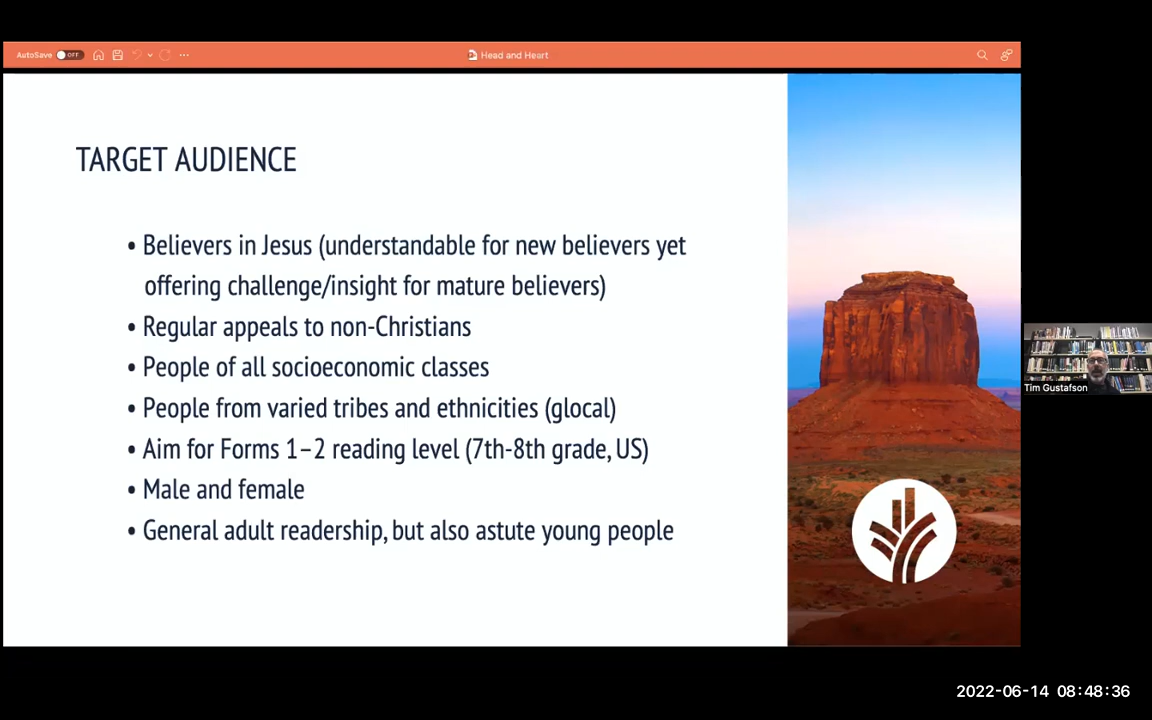 AutoSave OFF
Head and Heart
TARGET AUDIENCE
• Believers in Jesus (understandable for new believers yet
offering challenge/insight for mature believers)
• Regular appeals to non-Christians
• People of all socioeconomic classes
• People from varied tribes and ethnicities (glocal)
• Aim for Forms 1–2 reading level (7th-8th grade, US)
• Male and female
• General adult readership, but also astute young people
Tim Gustafson
2022-06-14 08:48:36